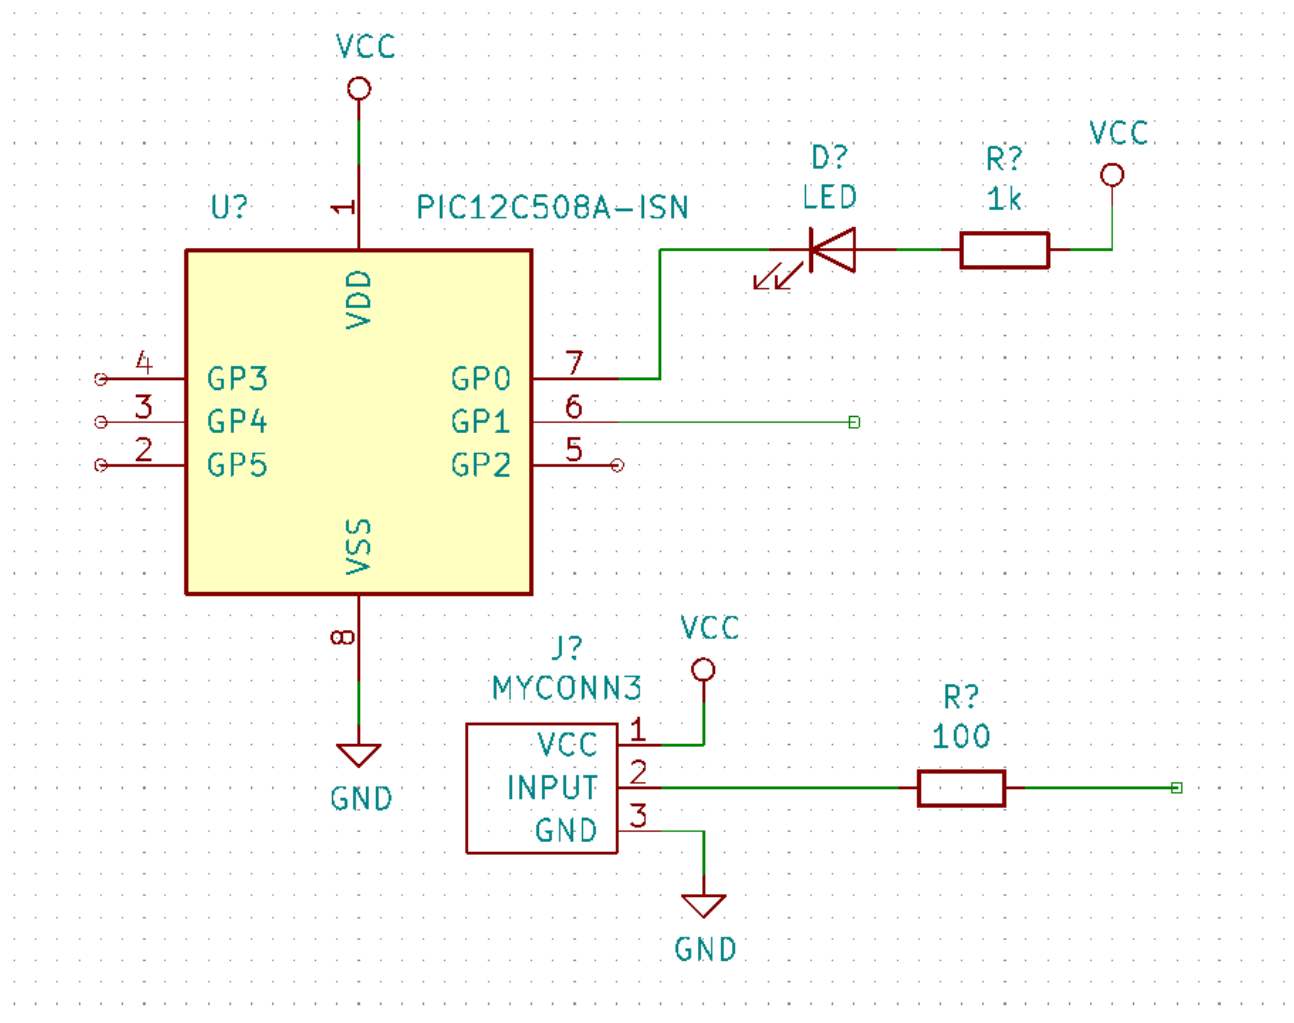 VCC
VCC
D?
R?
LED
1k
U?
1
PIC12C508A-ISN
VDD
4
GP3
GP0
7
3
GP4
GP1
6
2
GP5
GP2
5
VSS
8
VCC
J?
MYCONN3
R?
100
VCC
1
INPUT
2
GND
3
GND
GND